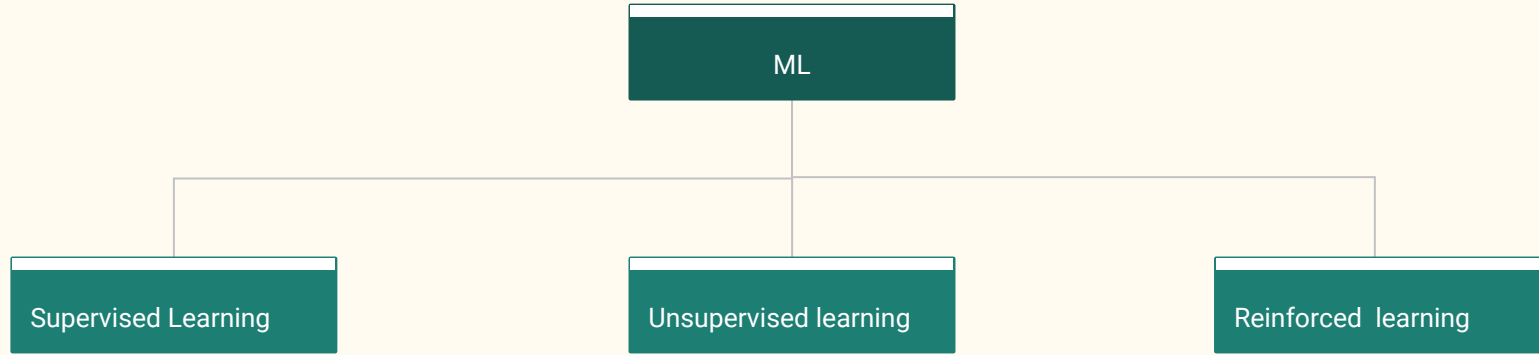 ML
Supervised Learning
Unsupervised learning
Reinforced  learning